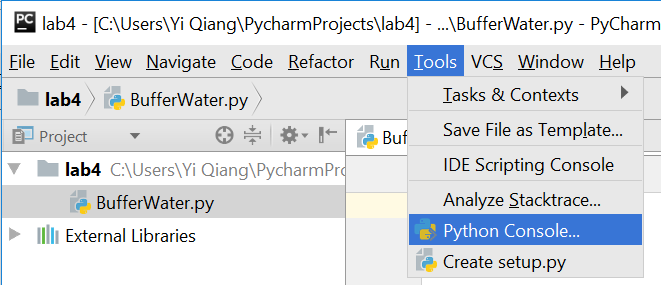 PC lab4 - [C:\Users\Yi Qiang\PycharmProjects\lab4] - ...\BufferWater.py - PyCharm
File Edit View Navigate Code Refactor Run Tools VCS Window Help
lab4 BufferWater.py
Tasks & Contexts
Project Buf Save File as Template...
lab4 C:\Users\Yi Qiang\PycharmPro IDE Scripting Console
BufferWater.py Analyze Stacktrace...
External Libraries Python Console...
Create setup.py